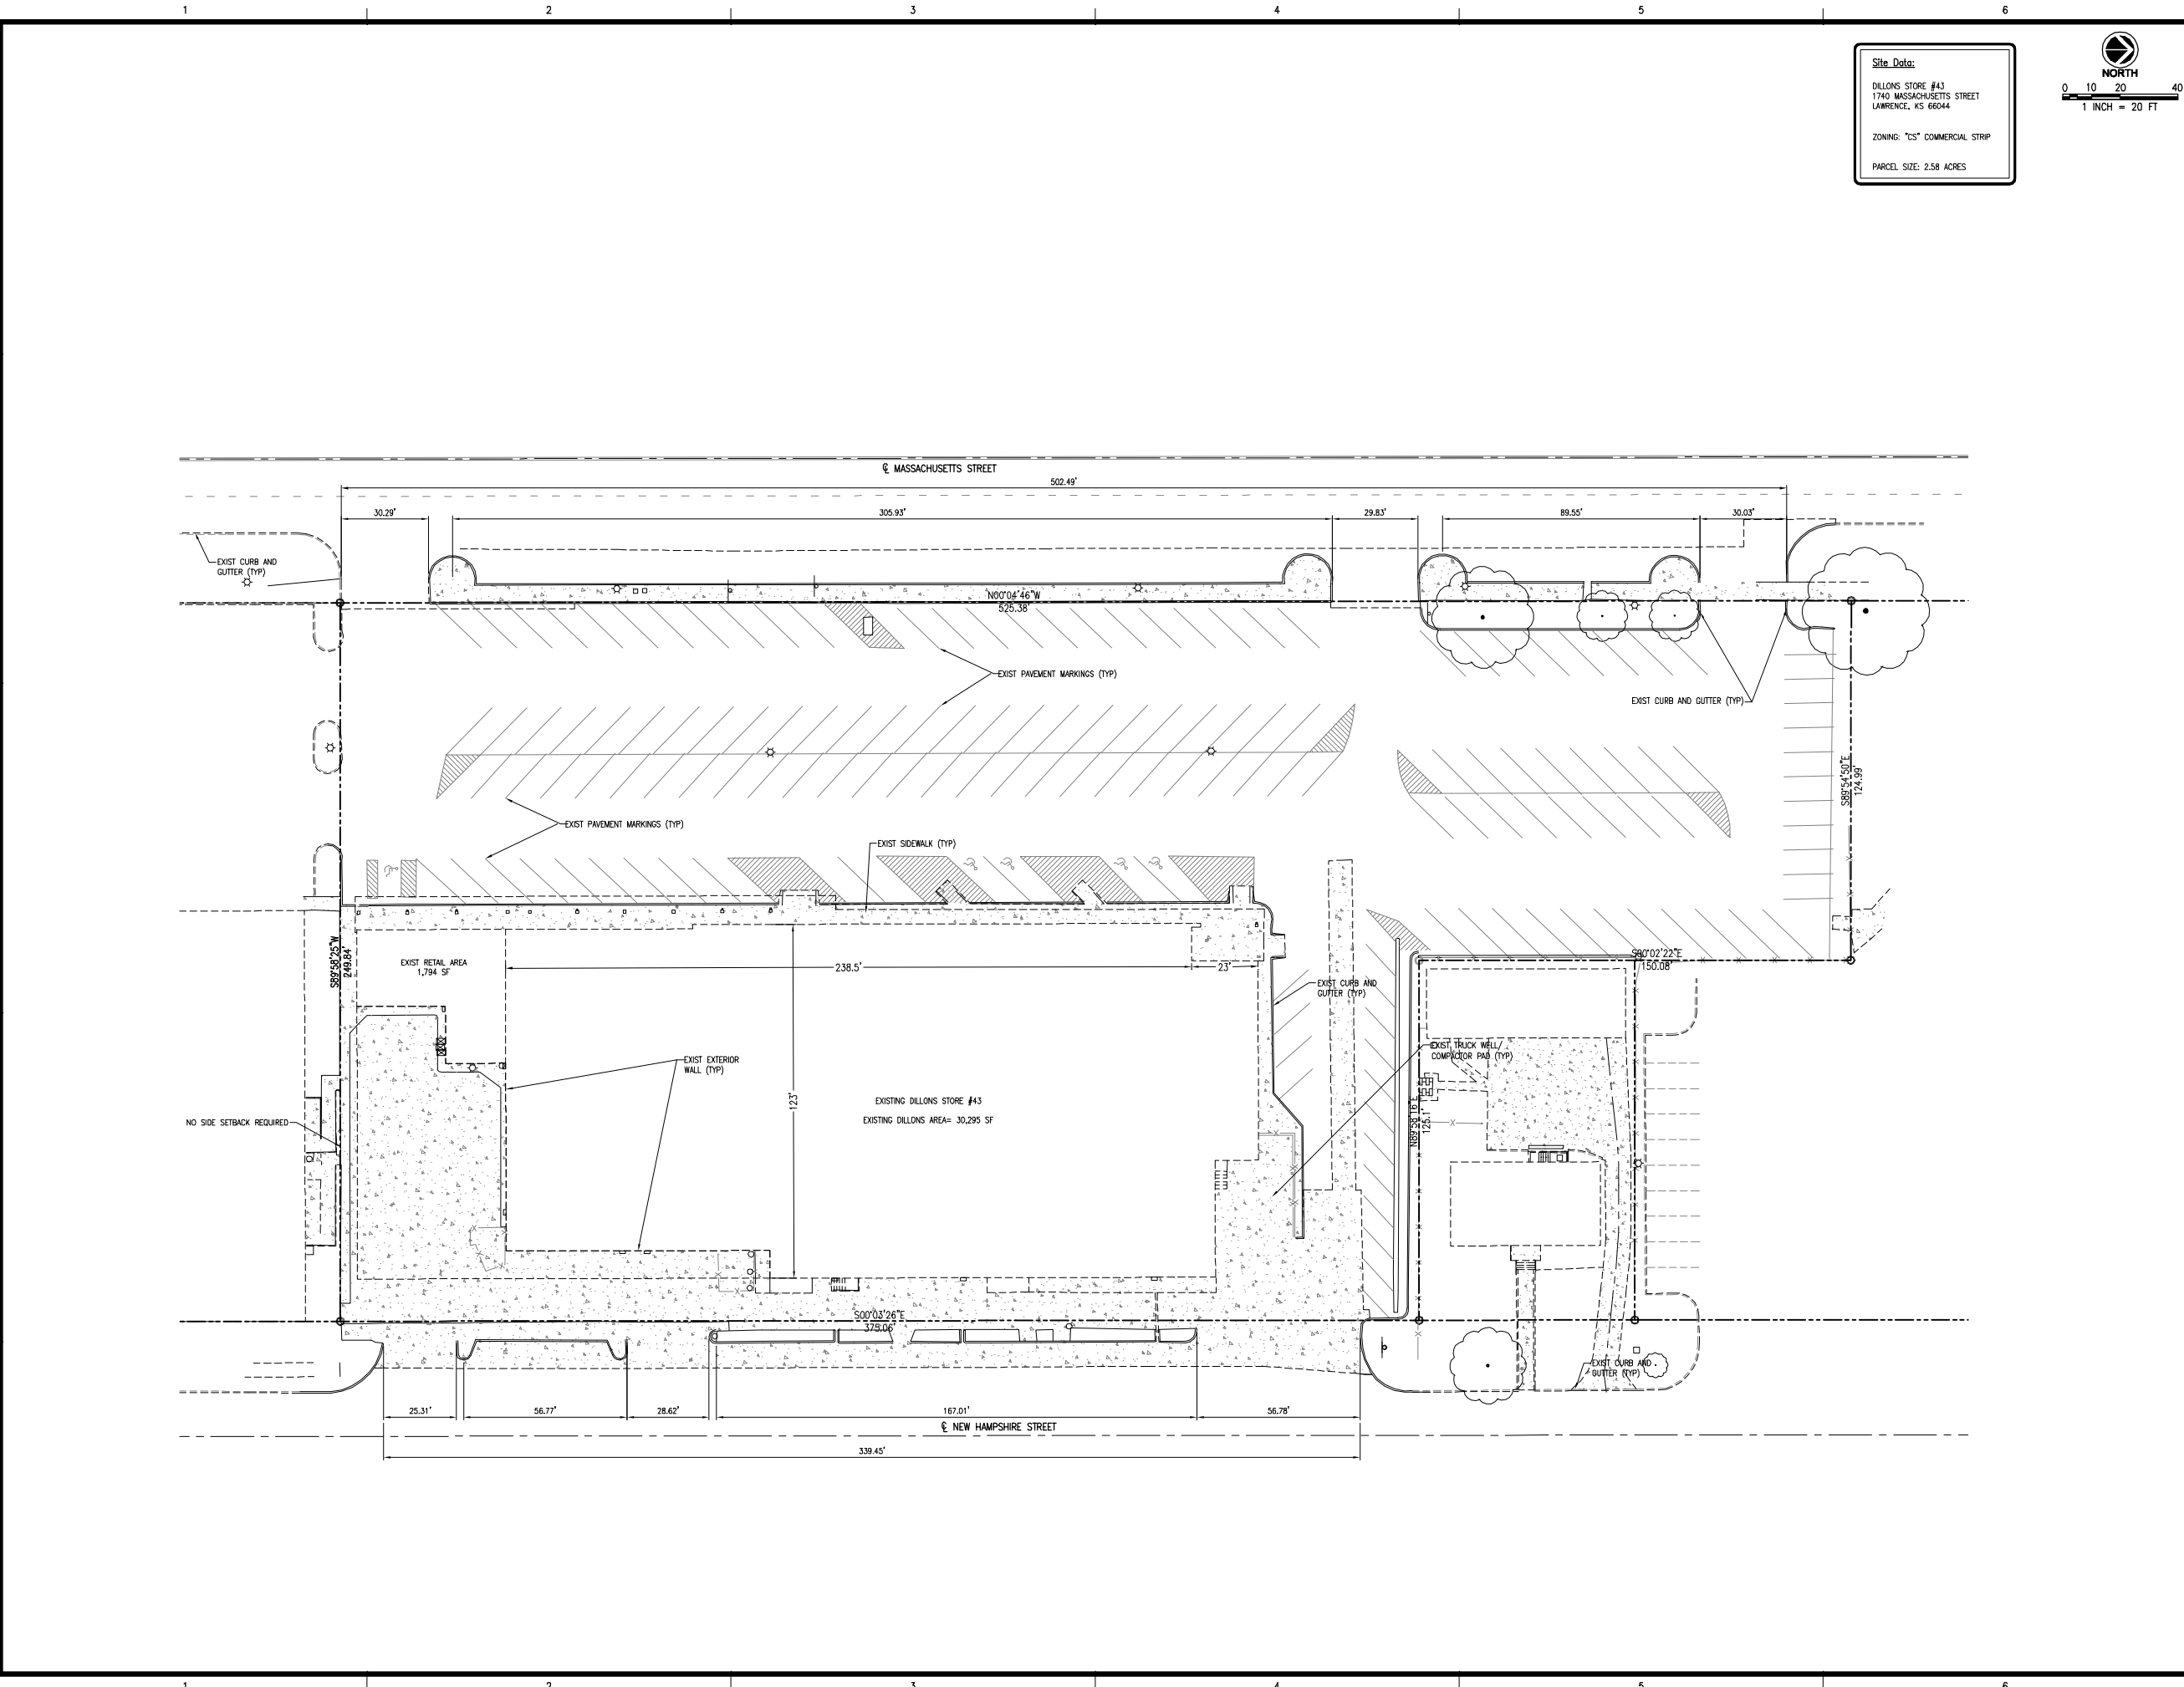 1 2 3 4 5 6
Site Data:
DILLONS STORE #43
1740 MASSACHUSETTS STREET
LAWRENCE, KS 66044
ZONING: "CS" COMMERCIAL STRIP
PARCEL SIZE: 2.58 ACRES
NORTH
0 10 20 40
1 INCH = 20 FT
℄ MASSACHUSETTS STREET
502.49'
30.29' 305.93' 29.83' 89.55' 30.03'
EXIST CURB AND
GUTTER (TYP)
N00°04'46"W
525.38'
EXIST PAVEMENT MARKINGS (TYP)
EXIST CURB AND GUTTER (TYP)
S89°54'50"E
124.99'
EXIST PAVEMENT MARKINGS (TYP)
EXIST SIDEWALK (TYP)
S89°58'25"W
249.84'
EXIST RETAIL AREA
1,794 SF
238.5'
23'
S00°02'22"E
150.08'
EXIST CURB AND
GUTTER (TYP)
EXIST TRUCK WELL/
COMPACTOR PAD (TYP)
EXIST EXTERIOR
WALL (TYP)
123'
EXISTING DILLONS STORE #43
EXISTING DILLONS AREA= 30,295 SF
NO SIDE SETBACK REQUIRED
N89°58'16"E
125.1'
S00°03'26"E
375.06'
EXIST CURB AND
GUTTER (TYP)
25.31' 56.77' 28.62' 167.01' 56.78'
℄ NEW HAMPSHIRE STREET
339.45'
1 2 3 4 5 6